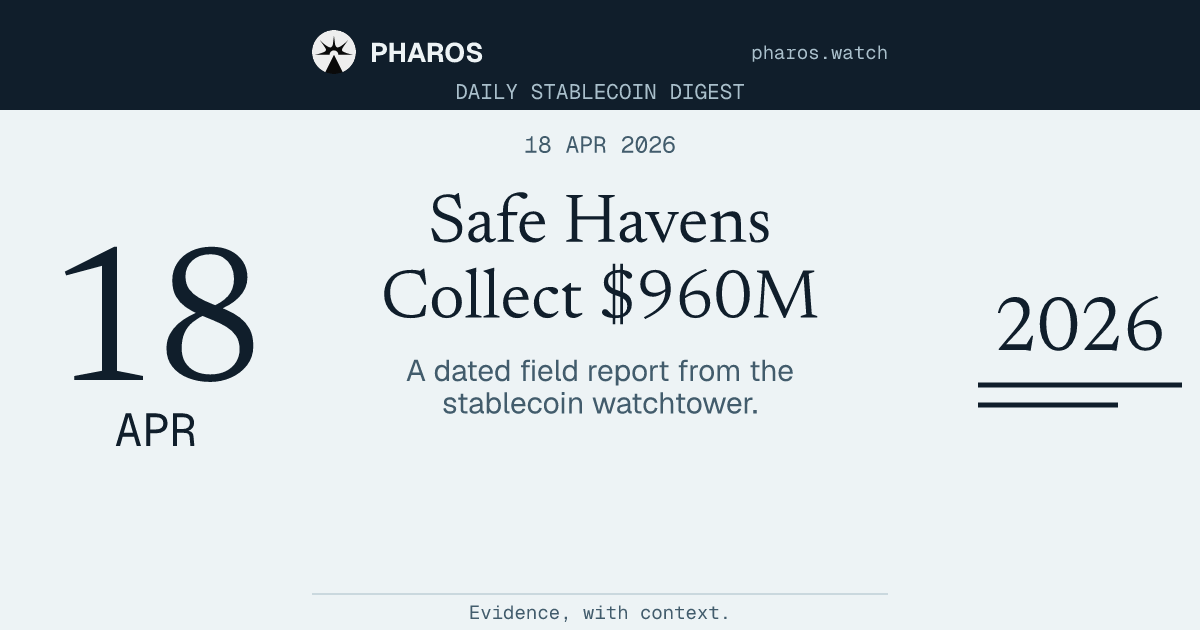 PHAROS
pharos.watch
DAILY STABLECOIN DIGEST
18 APR 2026
Safe Havens
Collect $960M
A dated field report from the
stablecoin watchtower.
18
APR
2026
Evidence, with context.